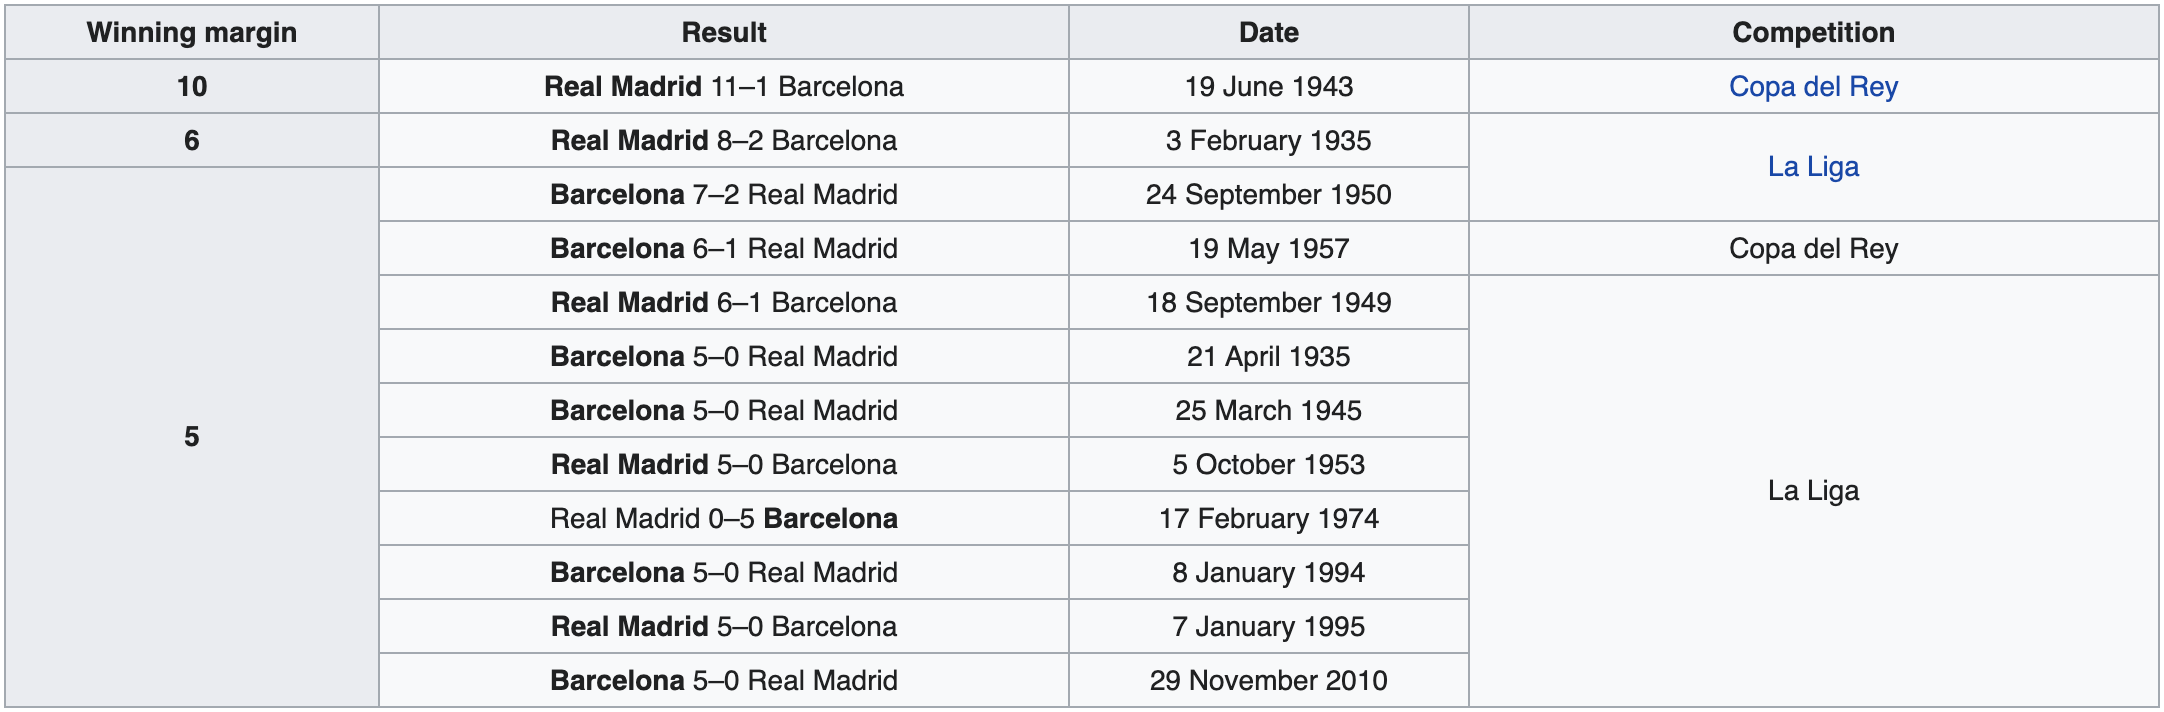 Winning margin Result Date Competition
10 Real Madrid 11–1 Barcelona 19 June 1943 Copa del Rey
6 Real Madrid 8–2 Barcelona 3 February 1935 La Liga
5 Barcelona 7–2 Real Madrid 24 September 1950
Barcelona 6–1 Real Madrid 19 May 1957 Copa del Rey
Real Madrid 6–1 Barcelona 18 September 1949 La Liga
Barcelona 5–0 Real Madrid 21 April 1935
Barcelona 5–0 Real Madrid 25 March 1945
Real Madrid 5–0 Barcelona 5 October 1953
Real Madrid 0–5 Barcelona 17 February 1974
Barcelona 5–0 Real Madrid 8 January 1994
Real Madrid 5–0 Barcelona 7 January 1995
Barcelona 5–0 Real Madrid 29 November 2010